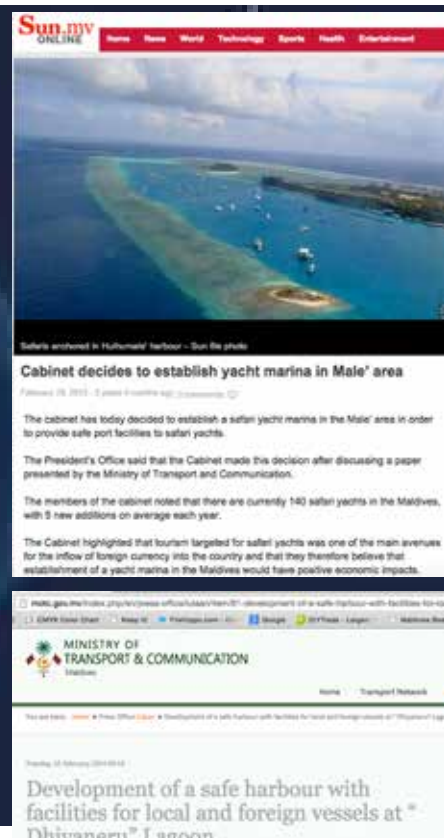 Sun.mv
ONLINE
Home News World Technology Sports Health Entertainment
Safaris anchored in Hulhumale' harbour – Sun file photo
Cabinet decides to establish yacht marina in Male' area
The cabinet has today decided to establish a safari yacht marina in the Male' area in order
to provide safe port facilities to safari yachts.
The President's Office said that the Cabinet made this decision after discussing a paper
presented by the Ministry of Transport and Communication.
The members of the cabinet noted that there are currently 140 safari yachts in the Maldives,
with 5 new additions on average each year.
The Cabinet highlighted that tourism targeted for safari yachts was one of the main avenues
for the inflow of foreign currency into the country and that they therefore believe that
establishment of a yacht marina in the Maldives would have positive economic impacts.
MINISTRY OF
TRANSPORT & COMMUNICATION
Maldives
Home Transport Network
Development of a safe harbour with
facilities for local and foreign vessels at "
Dhivaneru" Lagoon